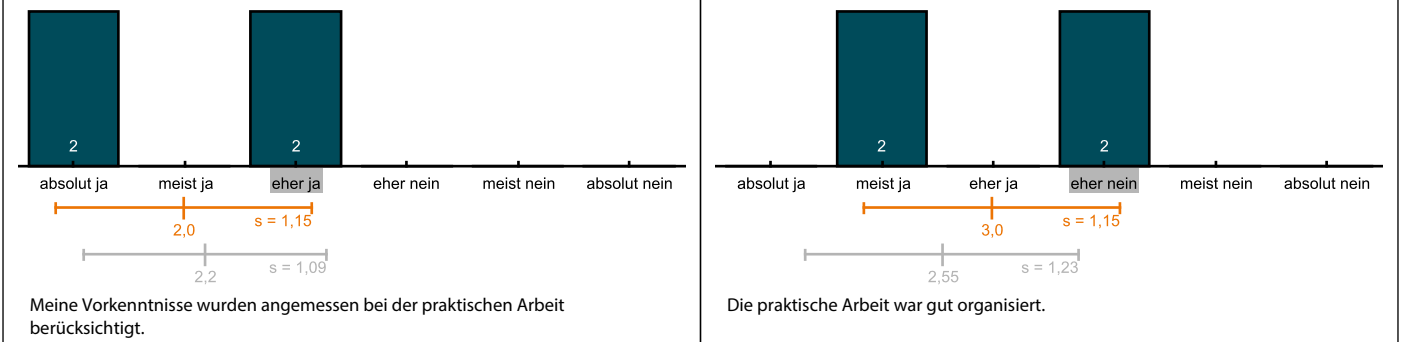 2
2
absolut ja
meist ja
eher ja
eher nein
meist nein
absolut nein
s = 1,15
2,0
s = 1,09
2,2
Meine Vorkenntnisse wurden angemessen bei der praktischen Arbeit
berücksichtigt.
2
2
absolut ja
meist ja
eher ja
eher nein
meist nein
absolut nein
s = 1,15
3,0
s = 1,23
2,55
Die praktische Arbeit war gut organisiert.